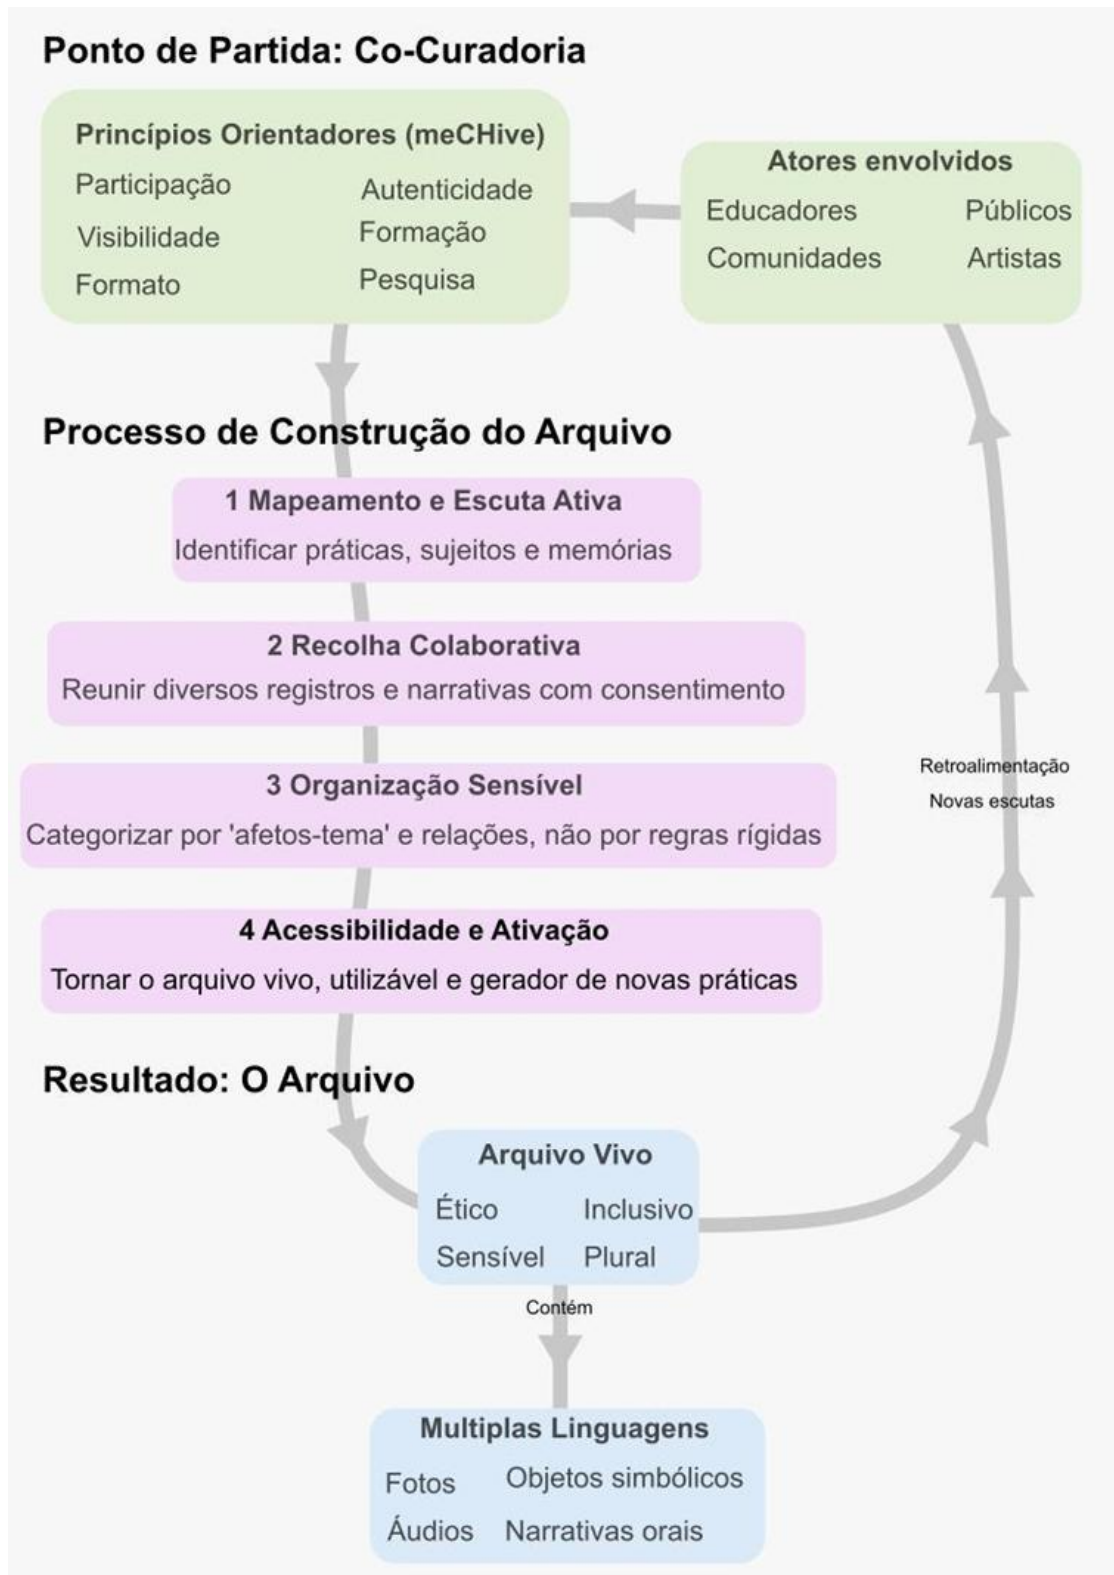 Ponto de Partida: Co-Curadoria
Princípios Orientadores (meCHive)
Participação
Autenticidade
Visibilidade
Formação
Formato
Pesquisa
Atores envolvidos
Educadores
Públicos
Comunidades
Artistas
Processo de Construção do Arquivo
1 Mapeamento e Escuta Ativa
Identificar práticas, sujeitos e memórias
2 Recolha Colaborativa
Reunir diversos registros e narrativas com consentimento
3 Organização Sensível
Categorizar por 'afetos-tema' e relações, não por regras rígidas
4 Acessibilidade e Ativação
Tornar o arquivo vivo, utilizável e gerador de novas práticas
Retroalimentação
Novas escutas
Resultado: O Arquivo
Arquivo Vivo
Ético
Inclusivo
Sensível
Plural
Contém
Multiplas Linguagens
Fotos
Objetos simbólicos
Áudios
Narrativas orais